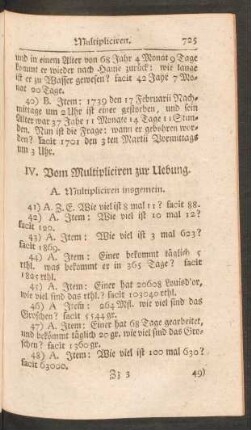 Multipliciren. 725
und in einem Alter von 68 Jahr 4 Monat 9 Tage
kommt er wieder nach Hause zurück: wie lange
ist er zu Wasser gewesen? facit 42 Jahr 7 Mo-
nat 20 Tage.
40) B. Item: 1739 den 17 Februarii Nach-
mittage um 2 Uhr ist einer gestorben, und sein
Alter war 37 Jahr 11 Monate 14 Tage 11 Stun-
den. Nun ist die Frage: wann er gebohren wor-
den? facit 1701 den 3 ten Martii Vormittags
um 3 Uhr.
IV. Vom Multipliciren zur Uebung.
A. Multipliciren insgemein.
41) A. Z. E. Wie viel ist 8 mal 11? facit 88.
42) A. Item: Wie viel ist 10 mal 12?
facit 120.
43) A. Item: Wie viel ist 3 mal 623?
facit 1869.
44) A. Item: Einer bekommt täglich 5
rthl. was bekommt er in 365 Tage? facit
1825 rthl.
45) A. Item: Einer hat 20608 Louisd'or,
wie viel sind das rthl.? facit 103040 rthl.
46) A Item: 264 Mfl. wie viel sind das
Groschen? facit 5544 gr.
47) A. Item: Einer hat 68 Tage gearbeitet,
und bekommt täglich 20 gr. wie viel sind das Gro-
schen? facit 1360 gr.
48) A. Item: Wie viel ist 100 mal 630?
facit 63000.
Zz 3 49)